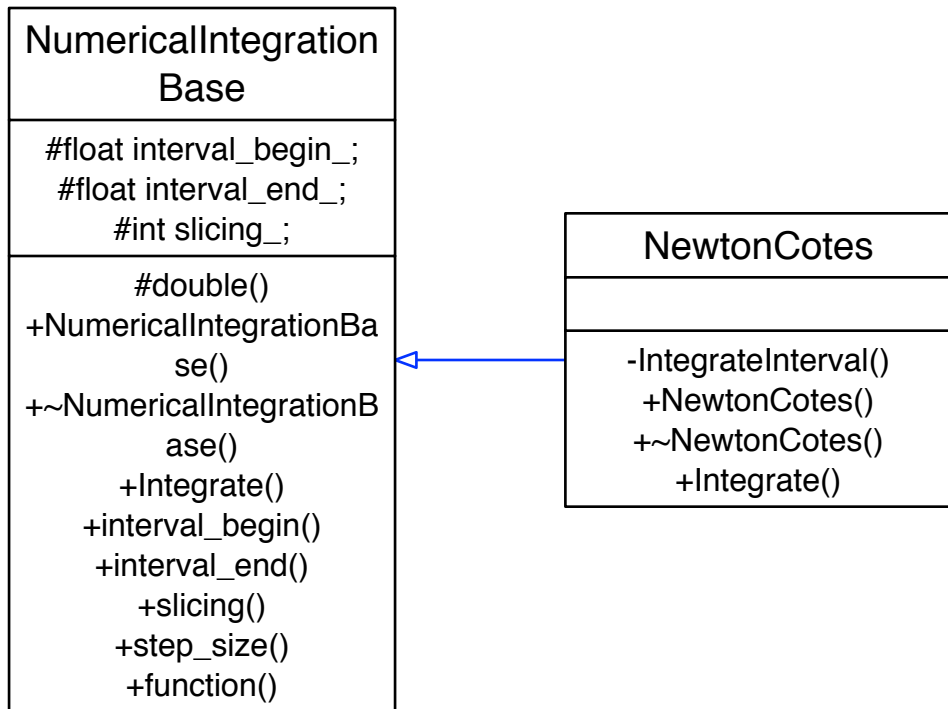 NumericalIntegration
Base
#float interval_begin_;
#float interval_end_;
#int slicing_;
#double()
+NumericalIntegrationBa
se()
+~NumericalIntegrationB
ase()
+Integrate()
+interval_begin()
+interval_end()
+slicing()
+step_size()
+function()
NewtonCotes
-IntegrateInterval()
+NewtonCotes()
+~NewtonCotes()
+Integrate()